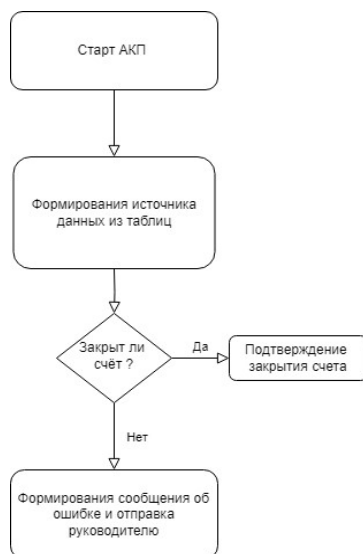 Старт АКП
Формирования источника
данных из таблиц
Закрыт ли
счёт ?
Да
Подтверждение
закрытия счета
Нет
Формирования сообщения об
ошибке и отправка
руководителю